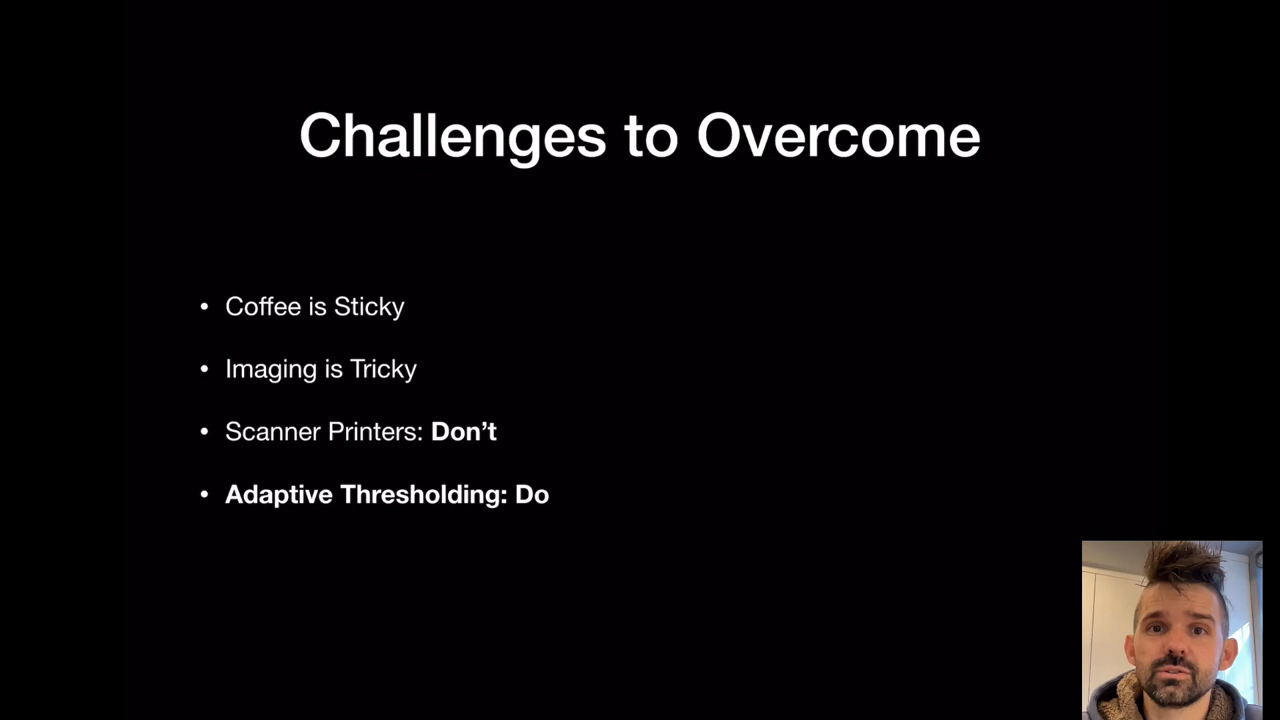 Challenges to Overcome
• Coffee is Sticky
• Imaging is Tricky
• Scanner Printers: Don’t
• Adaptive Thresholding: Do